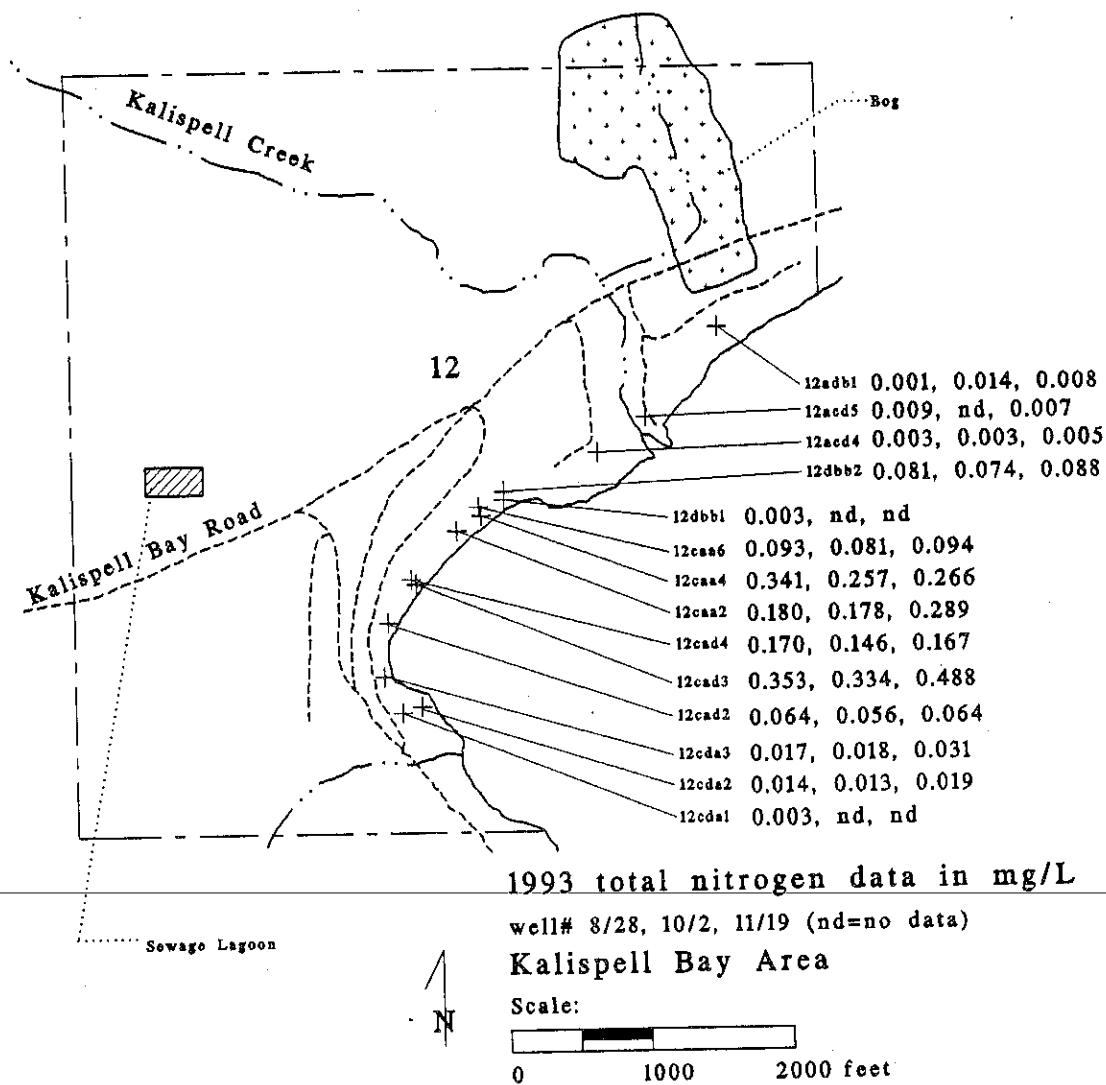 Kalispell Creek
Bog
12
12adb1 0.001, 0.014, 0.008
12acd5 0.009, nd, 0.007
12acd4 0.003, 0.003, 0.005
12dbb2 0.081, 0.074, 0.088
12dbb1 0.003, nd, nd
12caa6 0.093, 0.081, 0.094
12caa4 0.341, 0.257, 0.266
12caa2 0.180, 0.178, 0.289
12cad4 0.170, 0.146, 0.167
12cad3 0.353, 0.334, 0.488
12cad2 0.064, 0.056, 0.064
12cda3 0.017, 0.018, 0.031
12cda2 0.014, 0.013, 0.019
12cda1 0.003, nd, nd
Kalispell Bay Road
Sewage Lagoon
1993 total nitrogen data in mg/L
well# 8/28, 10/2, 11/19 (nd=no data)
Kalispell Bay Area
Scale:
0 1000 2000 feet
N